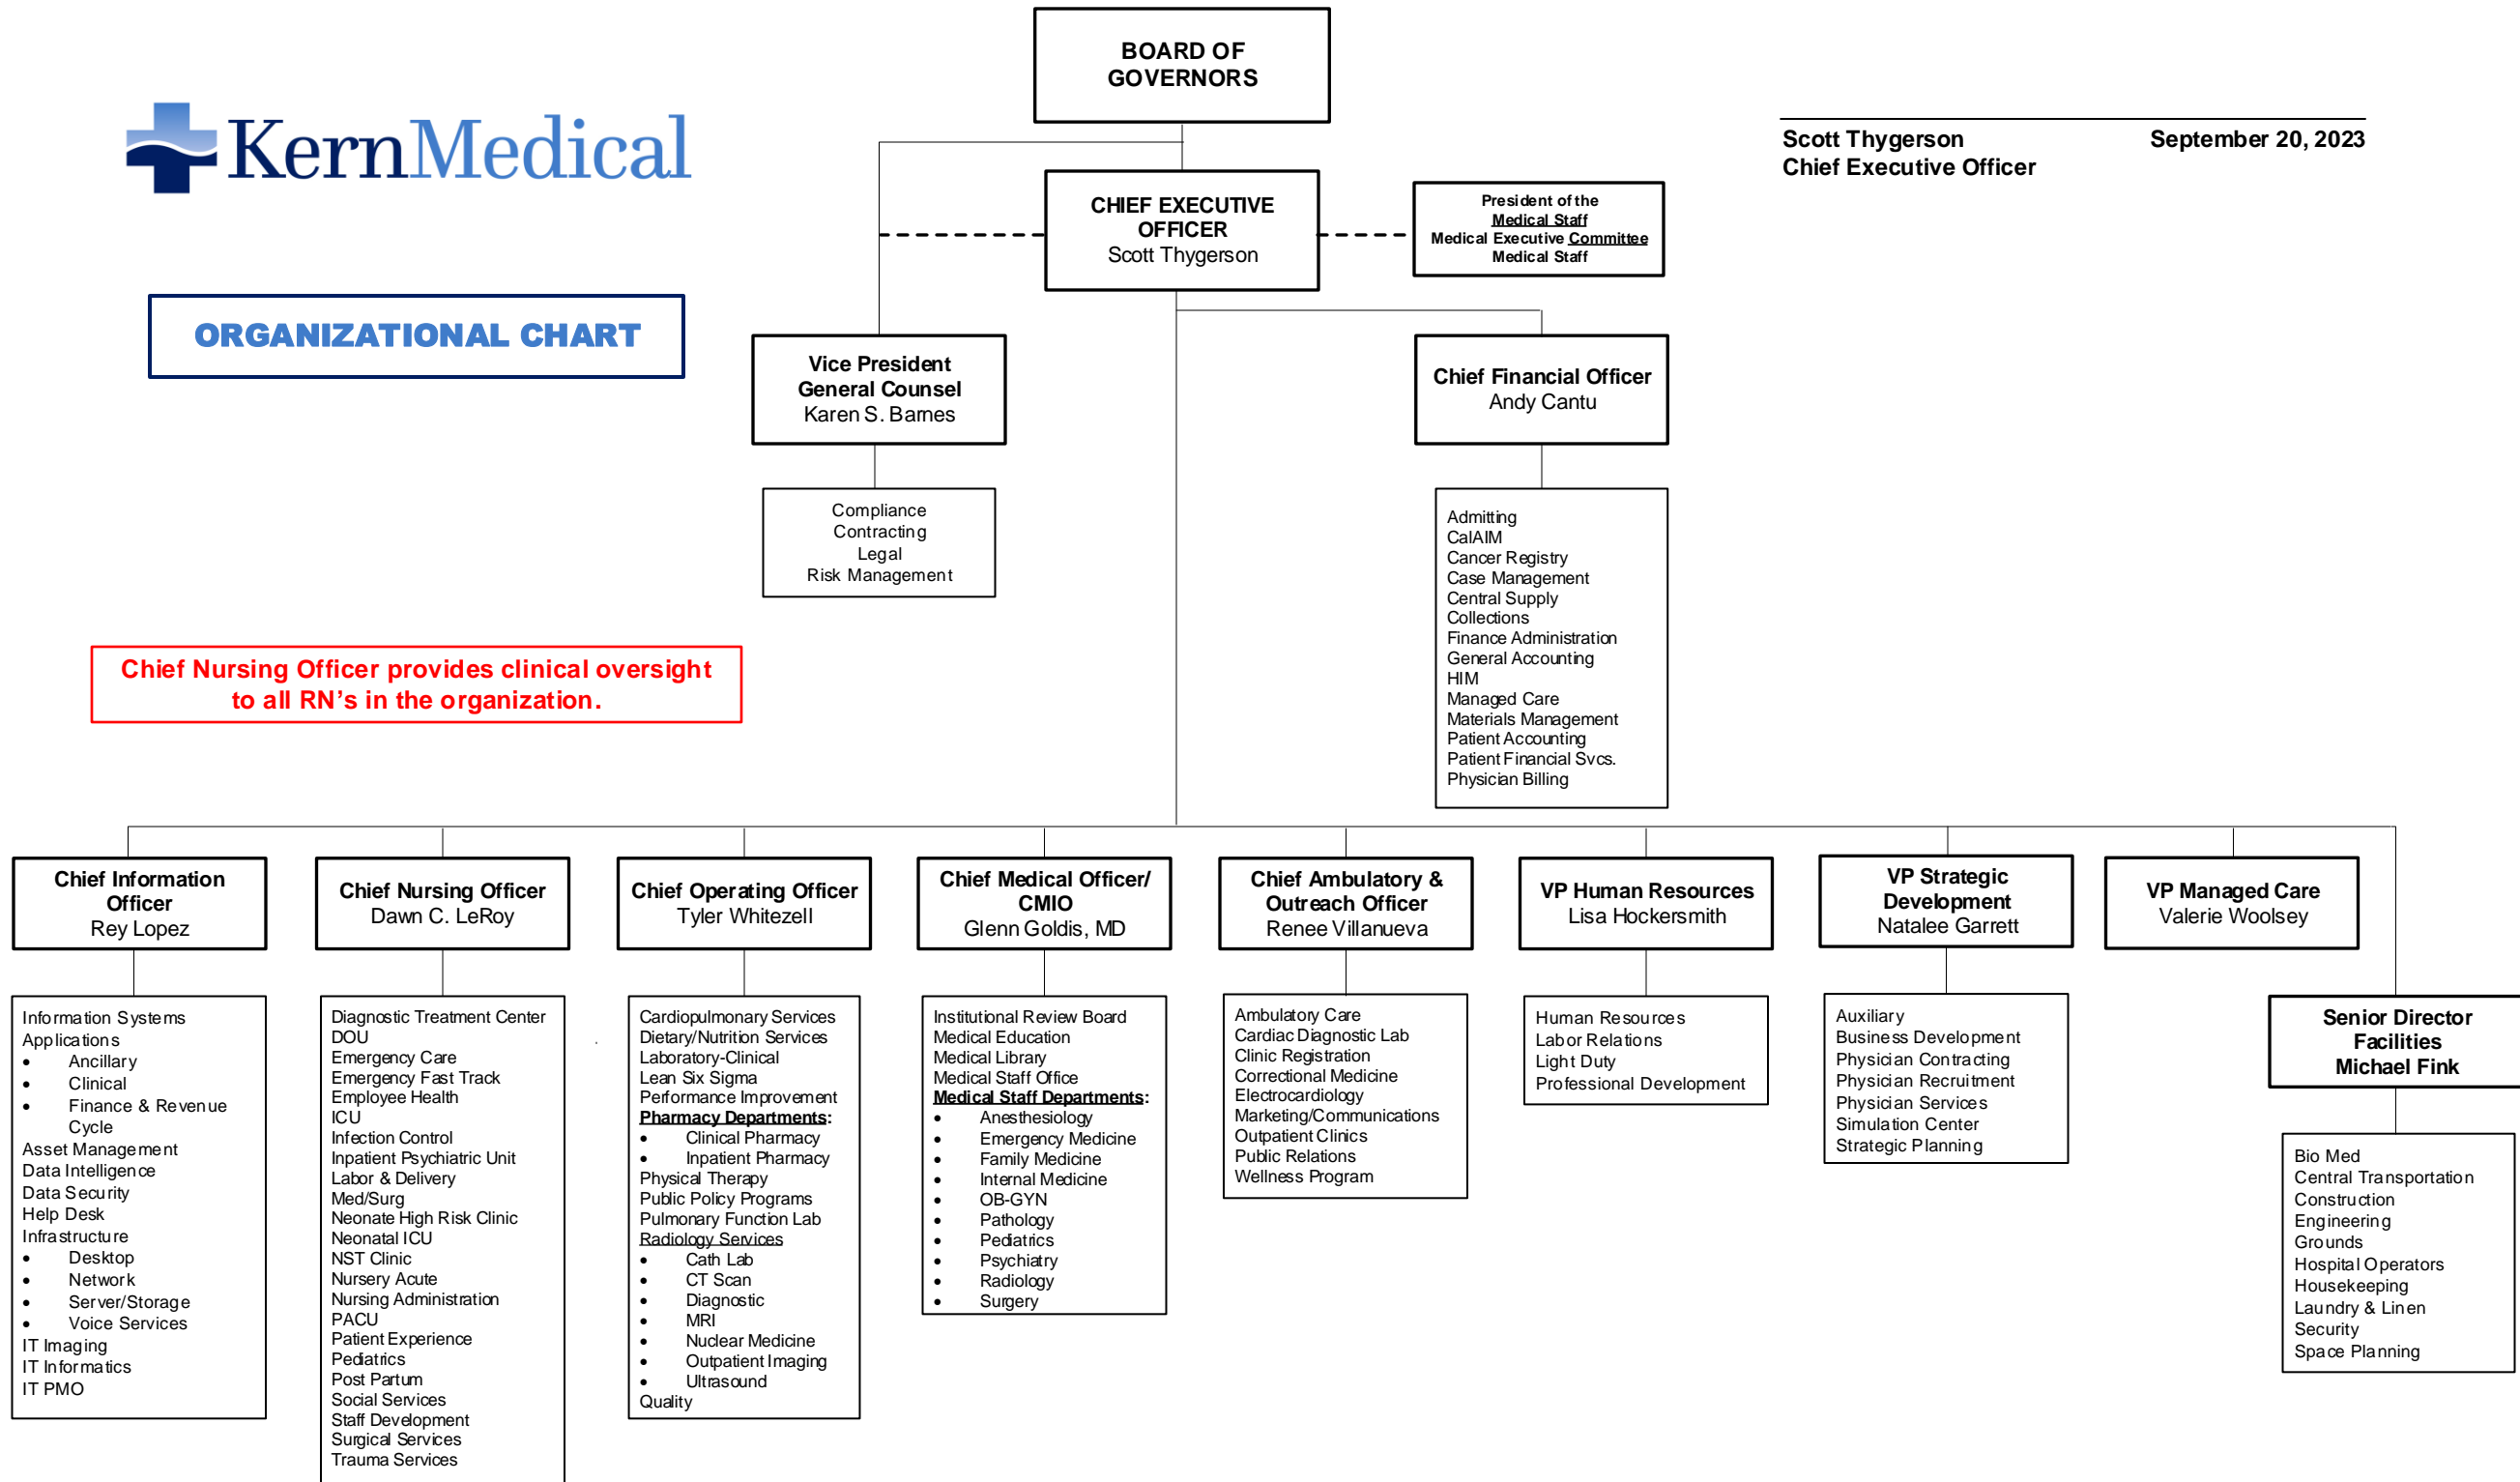 BOARD OF
GOVERNORS
KernMedical
Scott Thygerson September 20, 2023
Chief Executive Officer
CHIEF EXECUTIVE
OFFICER
Scott Thygerson
President of the
Medical Staff
Medical Executive Committee
Medical Staff
ORGANIZATIONAL CHART
Vice President
General Counsel
Karen S. Barnes
Chief Financial Officer
Andy Cantu
Compliance
Contracting
Legal
Risk Management
Admitting
CalAIM
Cancer Registry
Case Management
Central Supply
Collections
Finance Administration
General Accounting
HIM
Managed Care
Materials Management
Patient Accounting
Patient Financial Svcs.
Physician Billing
Chief Nursing Officer provides clinical oversight
to all RN’s in the organization.
Chief Information
Officer
Rey Lopez
Chief Nursing Officer
Dawn C. LeRoy
Chief Operating Officer
Tyler Whitezell
Chief Medical Officer/
CMIO
Glenn Goldis, MD
Chief Ambulatory &
Outreach Officer
Renee Villanueva
VP Human Resources
Lisa Hockersmith
VP Strategic
Development
Natalee Garrett
VP Managed Care
Valerie Woolsey
Information Systems
Applications
• Ancillary
• Clinical
• Finance & Revenue
Cycle
Asset Management
Data Intelligence
Data Security
Help Desk
Infrastructure
• Desktop
• Network
• Server/Storage
• Voice Services
IT Imaging
IT Informatics
IT PMO
Diagnostic Treatment Center
DOU
Emergency Care
Emergency Fast Track
Employee Health
ICU
Infection Control
Inpatient Psychiatric Unit
Labor & Delivery
Med/Surg
Neonate High Risk Clinic
Neonatal ICU
NST Clinic
Nursery Acute
Nursing Administration
PACU
Patient Experience
Pediatrics
Post Partum
Social Services
Staff Development
Surgical Services
Trauma Services
Cardiopulmonary Services
Dietary/Nutrition Services
Laboratory-Clinical
Lean Six Sigma
Performance Improvement
Pharmacy Departments:
• Clinical Pharmacy
• Inpatient Pharmacy
Physical Therapy
Public Policy Programs
Pulmonary Function Lab
Radiology Services
• Cath Lab
• CT Scan
• Diagnostic
• MRI
• Nuclear Medicine
• Outpatient Imaging
• Ultrasound
Quality
Institutional Review Board
Medical Education
Medical Library
Medical Staff Office
Medical Staff Departments:
• Anesthesiology
• Emergency Medicine
• Family Medicine
• Internal Medicine
• OB-GYN
• Pathology
• Pediatrics
• Psychiatry
• Radiology
• Surgery
Ambulatory Care
Cardiac Diagnostic Lab
Clinic Registration
Correctional Medicine
Electrocardiology
Marketing/Communications
Outpatient Clinics
Public Relations
Wellness Program
Human Resources
Labor Relations
Light Duty
Professional Development
Auxiliary
Business Development
Physician Contracting
Physician Recruitment
Physician Services
Simulation Center
Strategic Planning
Senior Director
Facilities
Michael Fink
Bio Med
Central Transportation
Construction
Engineering
Grounds
Hospital Operators
Housekeeping
Laundry & Linen
Security
Space Planning